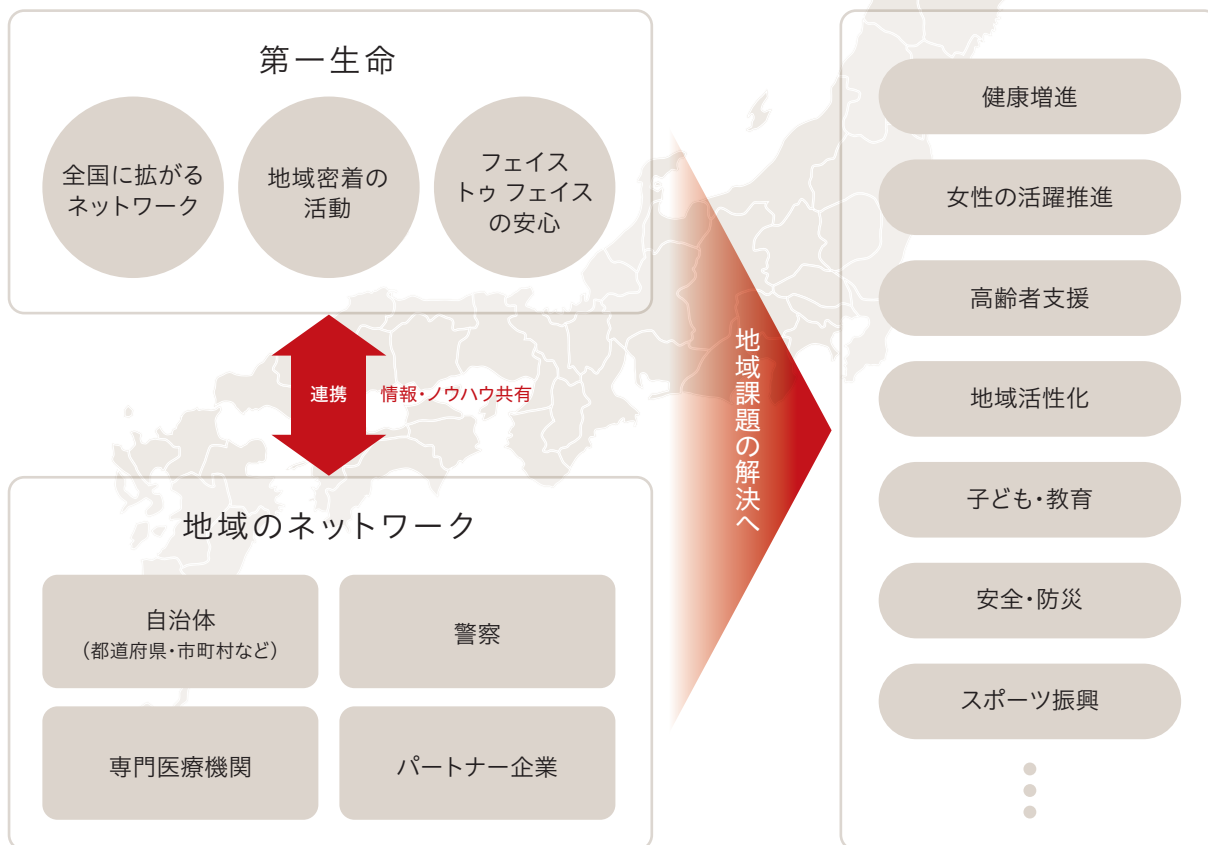 第一生命
全国に拡がる
ネットワーク
地域密着の
活動
フェイス
トゥ フェイス
の安心
連携
情報・ノウハウ共有
地域のネットワーク
自治体
（都道府県・市町村など）
警察
専門医療機関
パートナー企業
地域課題の解決へ
健康増進
女性の活躍推進
高齢者支援
地域活性化
子ども・教育
安全・防災
スポーツ振興